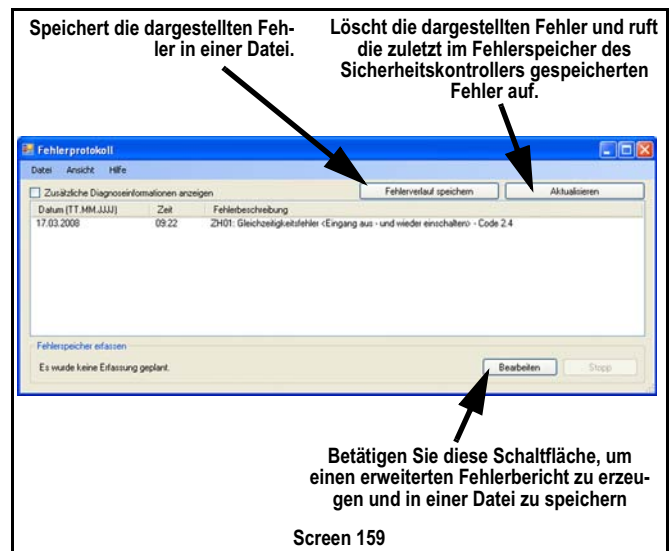 Speichert die dargestellten Feh-
ler in einer Datei.
Löscht die dargestellten Fehler und ruft
die zuletzt im Fehlerspeicher des
Sicherheitskontrollers gespeicherten
Fehler auf.
Fehlerprotokoll
Datei Ansicht Hilfe
Zusätzliche Diagnoseinformationen anzeigen Fehlerverlauf speichern Aktualisieren
Datum (TT.MM.JJJJ) Zeit Fehlerbeschreibung
17.03.2008 09:22 ZH01: Gleichzeitigkeitsfehler <Eingang aus - und wieder einschalten> - Code 2.4
Fehlerspeicher erfassen
Es wurde keine Erfassung geplant. Bearbeiten Stopp
Betätigen Sie diese Schaltfläche, um
einen erweiterten Fehlerbericht zu erzeu-
gen und in einer Datei zu speichern
Screen 159